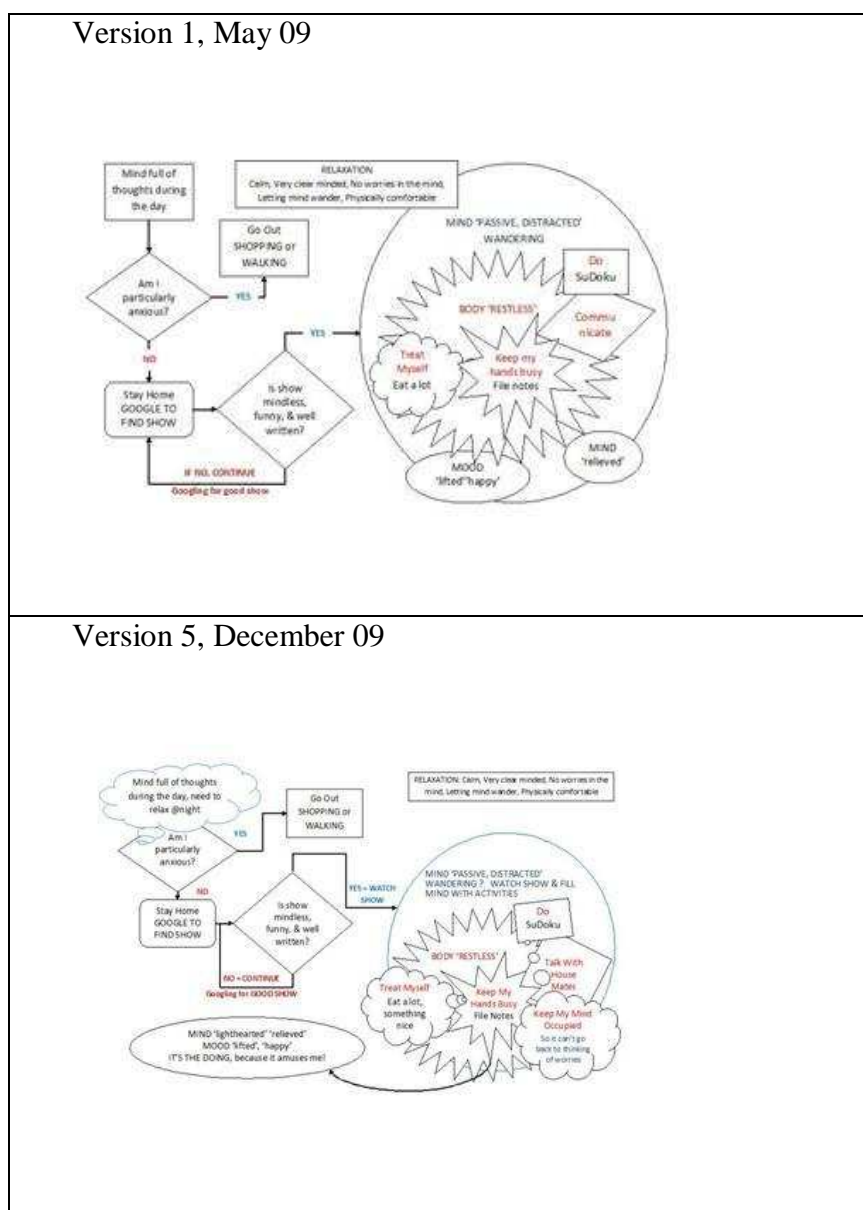 Version 1, May 09
Mind full of
thoughts during
the day
RELAXATION
Calm, Very clear minded, No worries in the mind,
Letting mind wander, Physically comfortable
Go Out
SHOPPING or
WALKING
MIND 'PASSIVE, DISTRACTED'
WANDERING
Do
SuDoku
Am I
particularly
anxious?
YES
BODY 'RESTLESS'
Commu
nicate
YES
NO
Treat
Myself
Eat a lot
Keep my
hands busy
File notes
Stay Home
GOOGLE TO
FIND SHOW
Is show
mindless,
funny, & well
written?
MIND
'relieved'
MOOD
'lifted' 'happy'
IF NO, CONTINUE
Googling for good show
Version 5, December 09
Mind full of thoughts
during the day, need to
relax @night
RELAXATION: Calm, Very clear minded, No worries in the
mind, Letting mind wander, Physically comfortable
Go Out
SHOPPING or
WALKING
YES
Am I
particularly
anxious?
MIND 'PASSIVE, DISTRACTED'
WANDERING ? WATCH SHOW & FILL
MIND WITH ACTIVITIES
YES = WATCH
SHOW
NO
Stay Home
GOOGLE TO
FIND SHOW
Is show
mindless,
funny, & well
written?
Do
SuDoku
BODY 'RESTLESS'
Talk With
House
Mates
Treat Myself
Eat a lot,
something
nice
Keep My
Hands Busy
File Notes
NO = CONTINUE
Googling for GOOD SHOW
Keep My Mind
Occupied
So it can't go
back to thinking
of worries
MIND 'lighthearted' 'relieved'
MOOD 'lifted', 'happy'
IT'S THE DOING, because it amuses me!